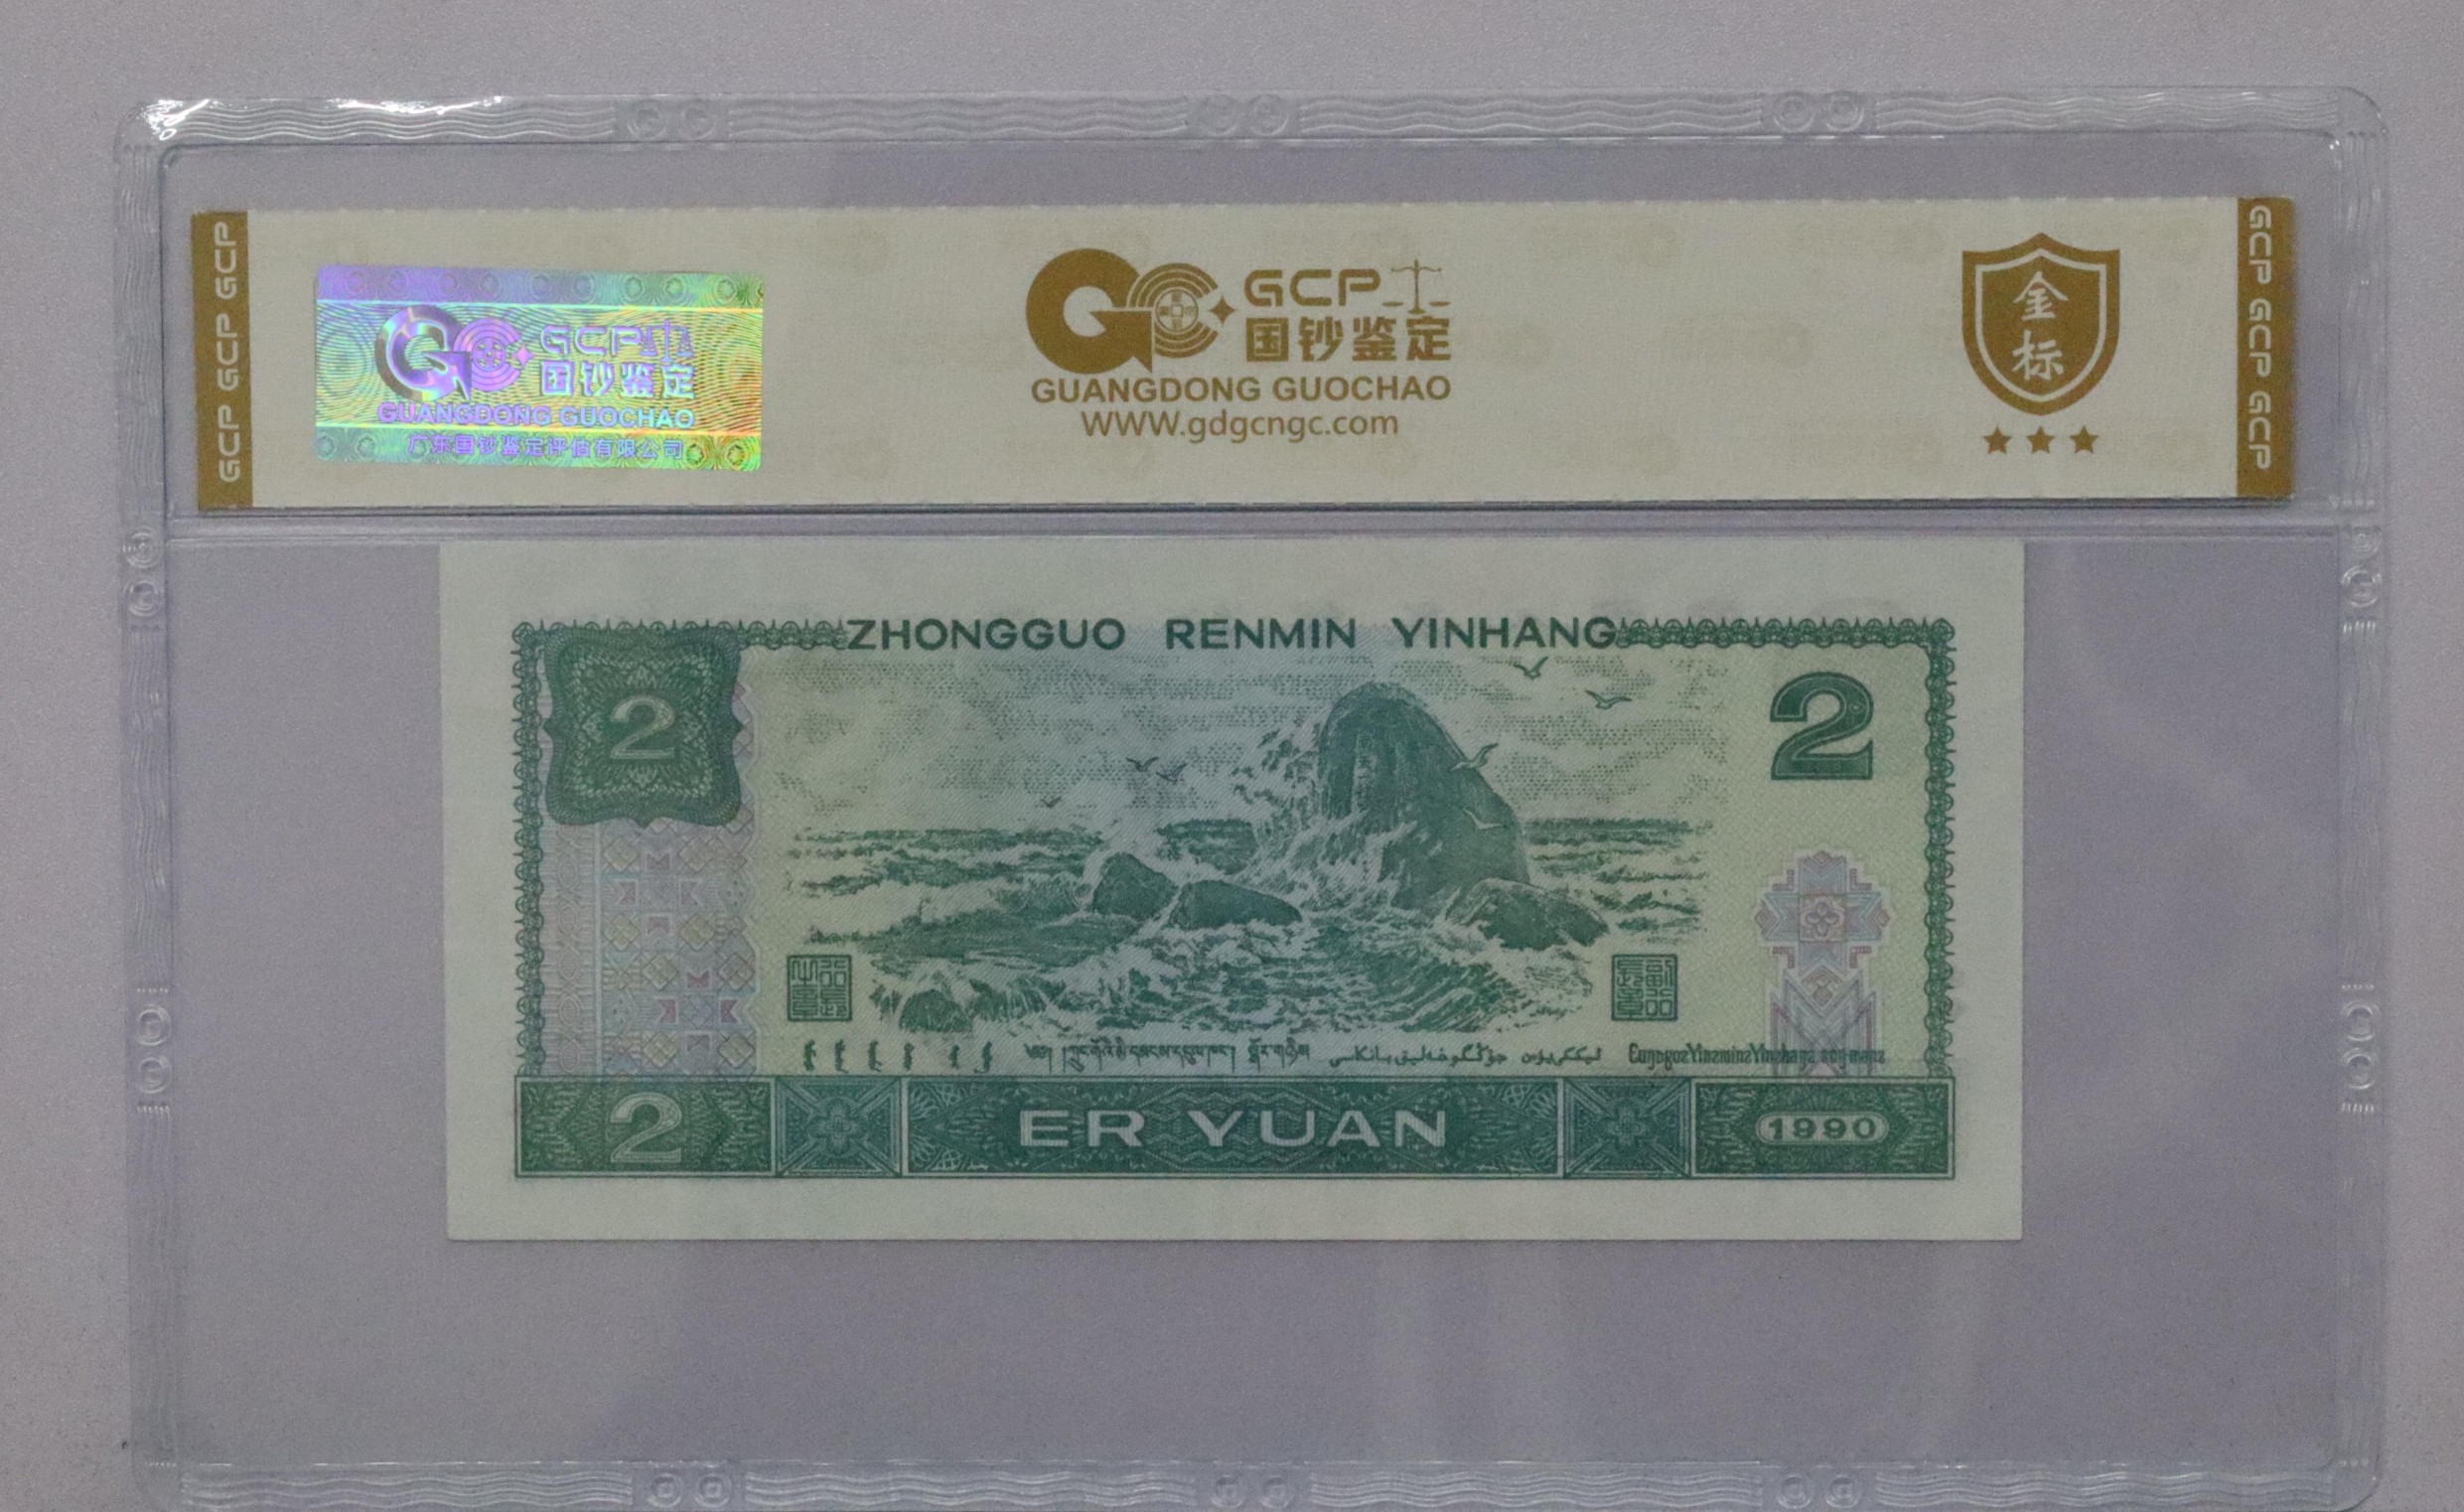 GCP GCP GCP
GCP
国钞鉴定
GUANGDONG GUOCHAO
广东国钞鉴定评估有限公司
GCP
国钞鉴定
GUANGDONG GUOCHAO
WWW.gdgcngc.com
金
标
GCP GCP GCP
ZHONGGUO RENMIN YINHANG
2
2
2
ER YUAN
1990